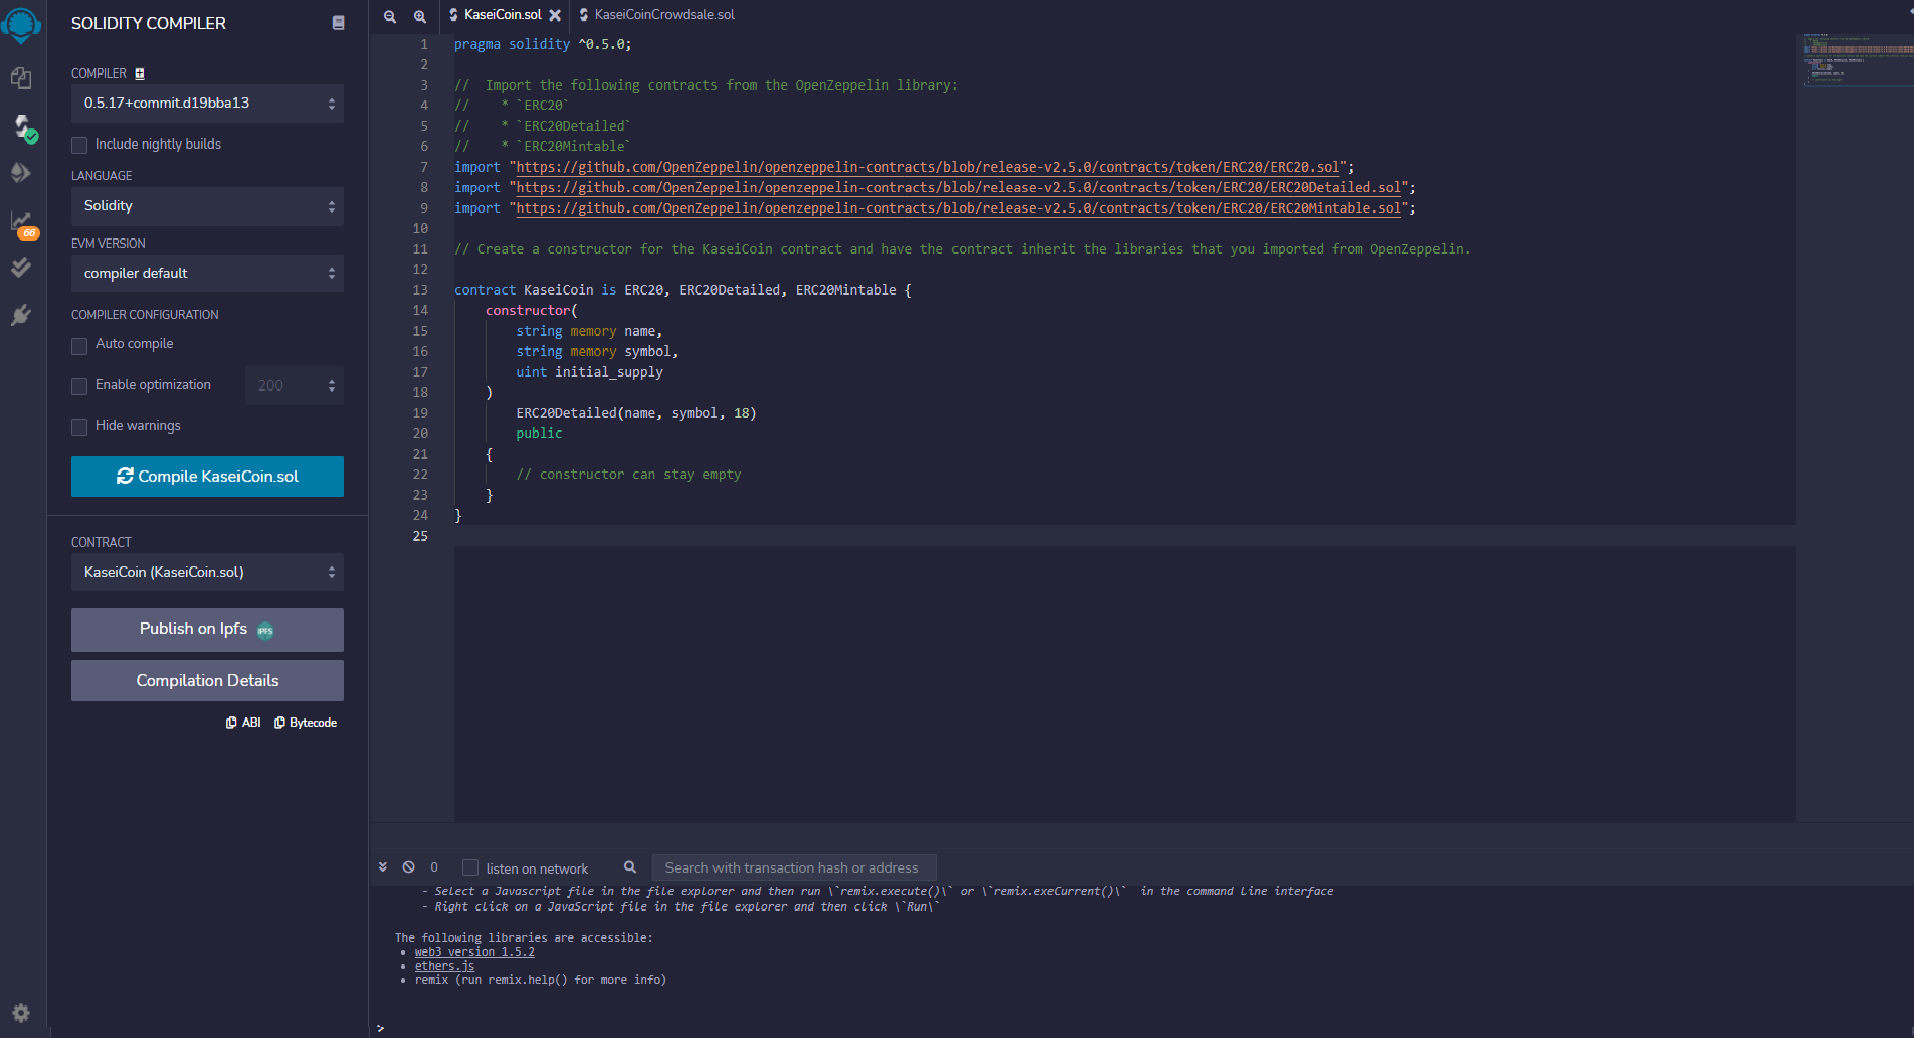 SOLIDITY COMPILER
COMPILER
0.5.17+commit.d19bba13
Include nightly builds
LANGUAGE
Solidity
EVM VERSION
compiler default
COMPILER CONFIGURATION
Auto compile
Enable optimization
200
Hide warnings
Compile KaseiCoin.sol
CONTRACT
KaseiCoin (KaseiCoin.sol)
Publish on Ipfs
IPFS
Compilation Details
ABI
Bytecode
66
KaseiCoin.sol
KaseiCoinCrowdsale.sol
1 pragma solidity ^0.5.0;
2
3 //  Import the following contracts from the OpenZeppelin library:
4 //    * `ERC20`
5 //    * `ERC20Detailed`
6 //    * `ERC20Mintable`
7 import "https://github.com/OpenZeppelin/openzeppelin-contracts/blob/release-v2.5.0/contracts/token/ERC20/ERC20.sol";
8 import "https://github.com/OpenZeppelin/openzeppelin-contracts/blob/release-v2.5.0/contracts/token/ERC20/ERC20Detailed.sol";
9 import "https://github.com/OpenZeppelin/openzeppelin-contracts/blob/release-v2.5.0/contracts/token/ERC20/ERC20Mintable.sol";
10
11 // Create a constructor for the KaseiCoin contract and have the contract inherit the libraries that you imported from OpenZeppelin.
12
13 contract KaseiCoin is ERC20, ERC20Detailed, ERC20Mintable {
14     constructor(
15         string memory name,
16         string memory symbol,
17         uint initial_supply
18     )
19         ERC20Detailed(name, symbol, 18)
20         public
21     {
22         // constructor can stay empty
23     }
24 }
25
0
listen on network
Search with transaction hash or address
- Select a Javascript file in the file explorer and then run \`remix.execute()\` or \`remix.exeCurrent()\`  in the command Line interface
- Right click on a JavaScript file in the file explorer and then click \`Run\`
The following libraries are accessible:
• web3 version 1.5.2
• ethers.js
• remix (run remix.help() for more info)
>